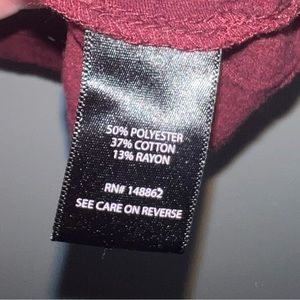 50% POLYESTER
37% COTTON
13% RAYON
RN# 148862
SEE CARE ON REVERSE